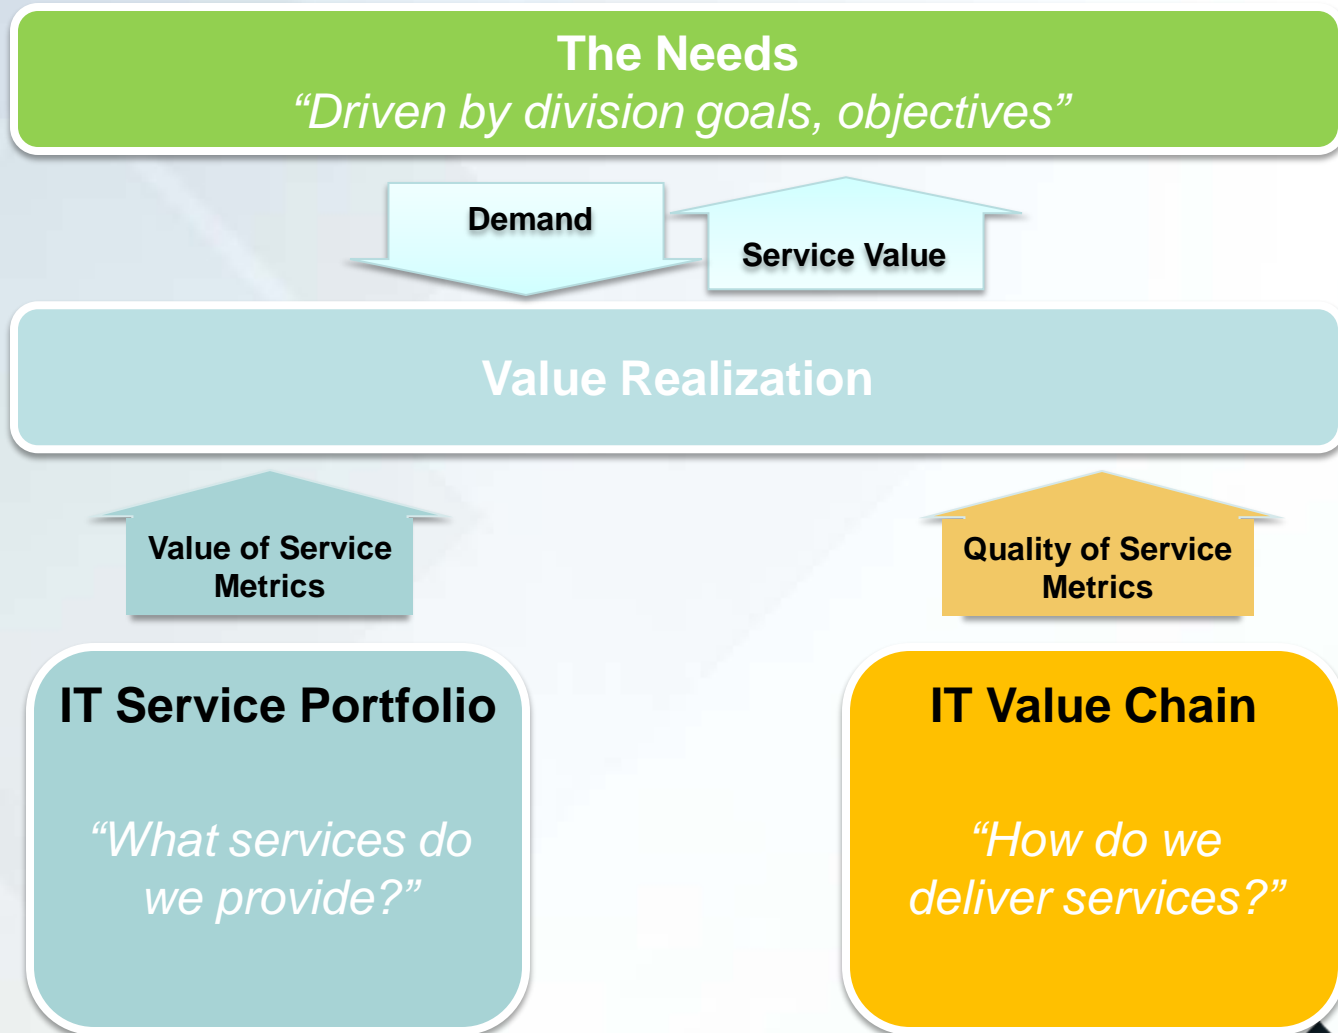 The Needs
“Driven by division goals, objectives”
Demand
Service Value
Value Realization
Value of Service
Metrics
Quality of Service
Metrics
IT Service Portfolio
“What services do
we provide?”
IT Value Chain
“How do we
deliver services?”